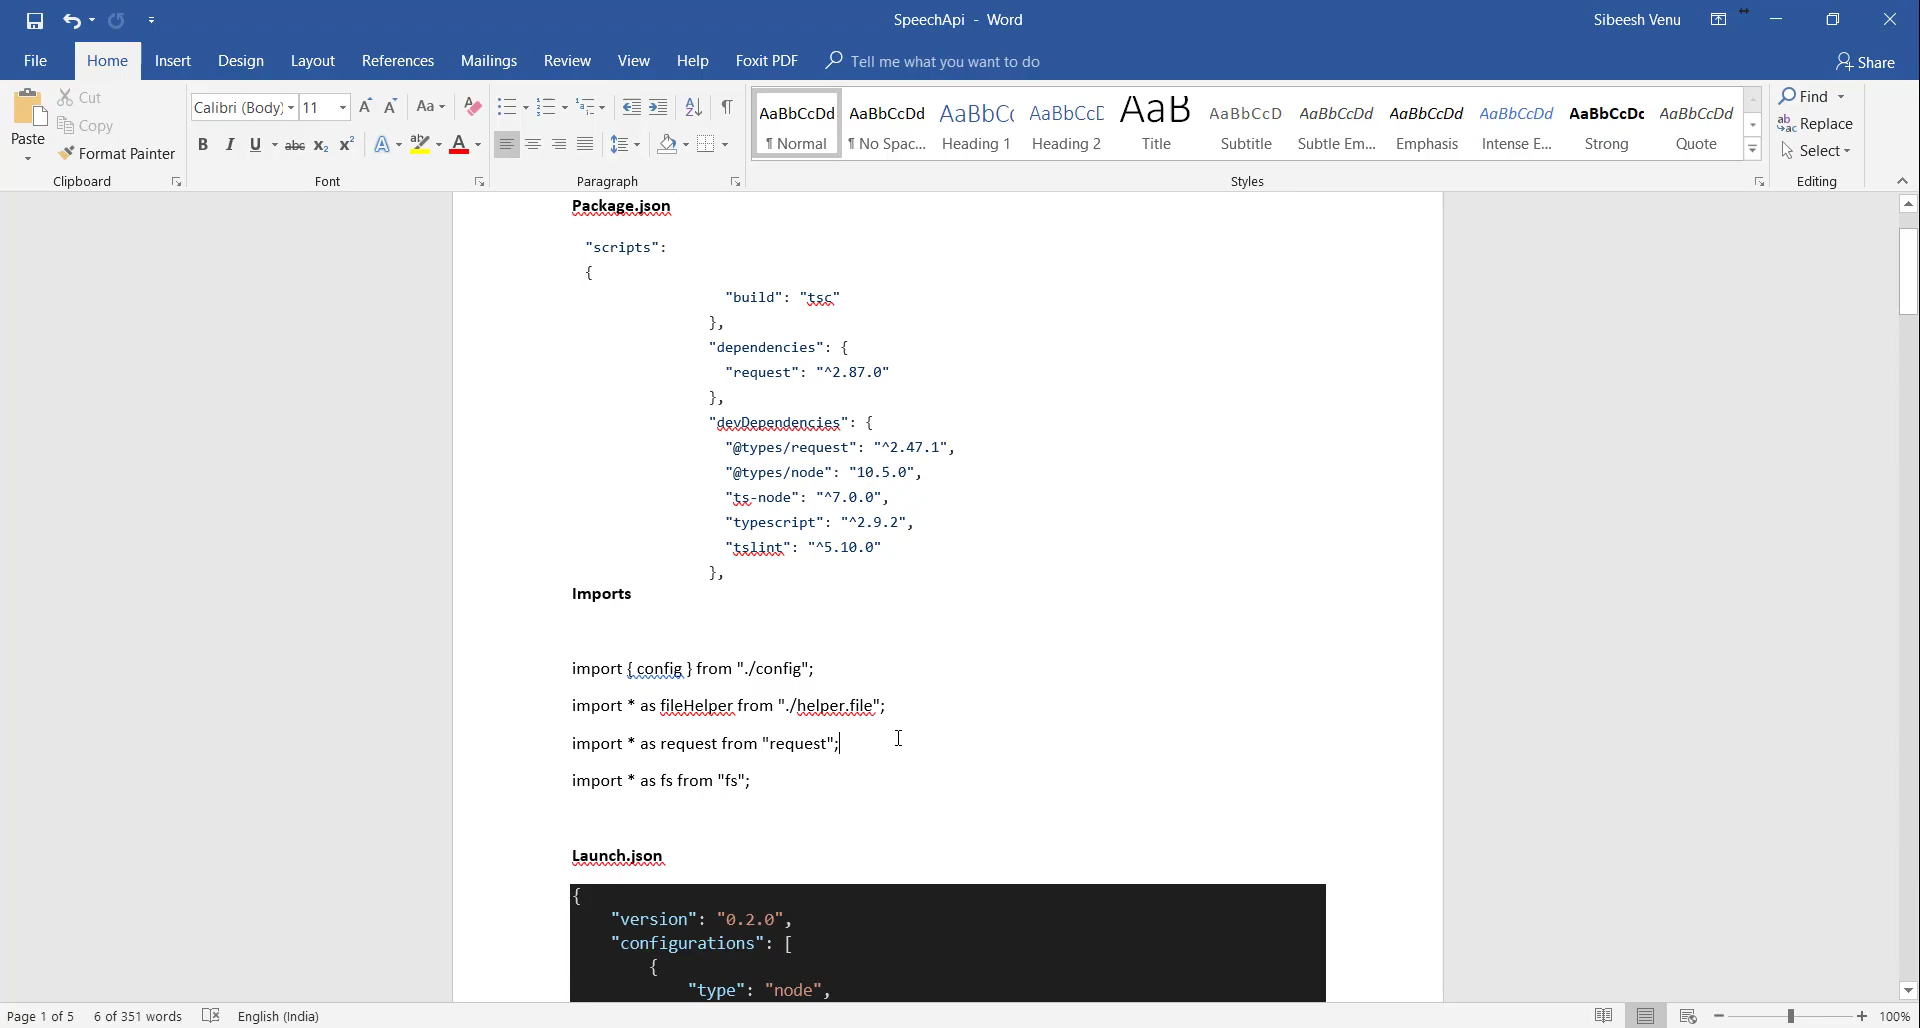 SpeechApi - Word
Sibeesh Venu
File Home Insert Design Layout References Mailings Review View Help Foxit PDF Tell me what you want to do Share
Paste
Cut
Copy
Format Painter
Clipboard
Calibri (Body) 11
Aa
B I U abc X₂ X² A ab A
Font
Paragraph
AaBbCcDd AaBbCcDd AaBbCc AaBbCcD AaB AaBbCcD AaBbCcDd AaBbCcDd AaBbCcDd AaBbCcDc AaBbCcDd
¶ Normal ¶ No Spac... Heading 1 Heading 2 Title Subtitle Subtle Em... Emphasis Intense E... Strong Quote
Styles
Find
Replace
Select
Editing
Package.json
"scripts":
{
"build": "tsc"
},
"dependencies": {
"request": "^2.87.0"
},
"devDependencies": {
"@types/request": "^2.47.1",
"@types/node": "10.5.0",
"ts-node": "^7.0.0",
"typescript": "^2.9.2",
"tslint": "^5.10.0"
},
Imports
import { config } from "./config";
import * as fileHelper from "./helper.file";
import * as request from "request";
import * as fs from "fs";
Launch.json
{
"version": "0.2.0",
"configurations": [
{
"type": "node",
Page 1 of 5 6 of 351 words English (India) 100%